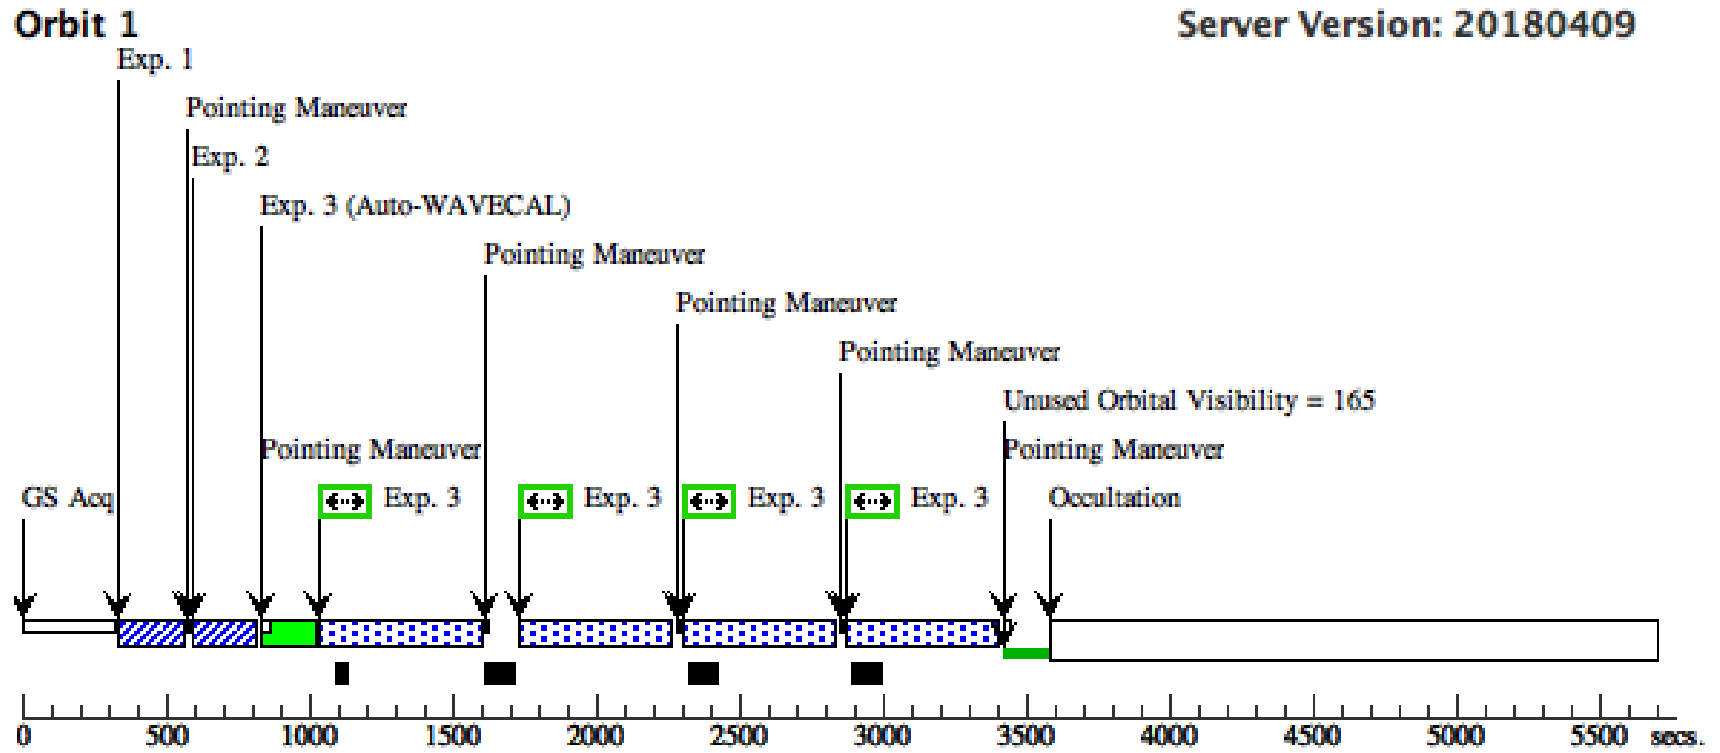 Orbit 1
Server Version: 20180409
Exp. 1
Pointing Maneuver
Exp. 2
Exp. 3 (Auto-WAVECAL)
Pointing Maneuver
Pointing Maneuver
Pointing Maneuver
Unused Orbital Visibility = 165
Pointing Maneuver
Pointing Maneuver
GS Acq
Exp. 3
Exp. 3
Exp. 3
Exp. 3
Occultation
0 500 1000 1500 2000 2500 3000 3500 4000 4500 5000 5500 secs.